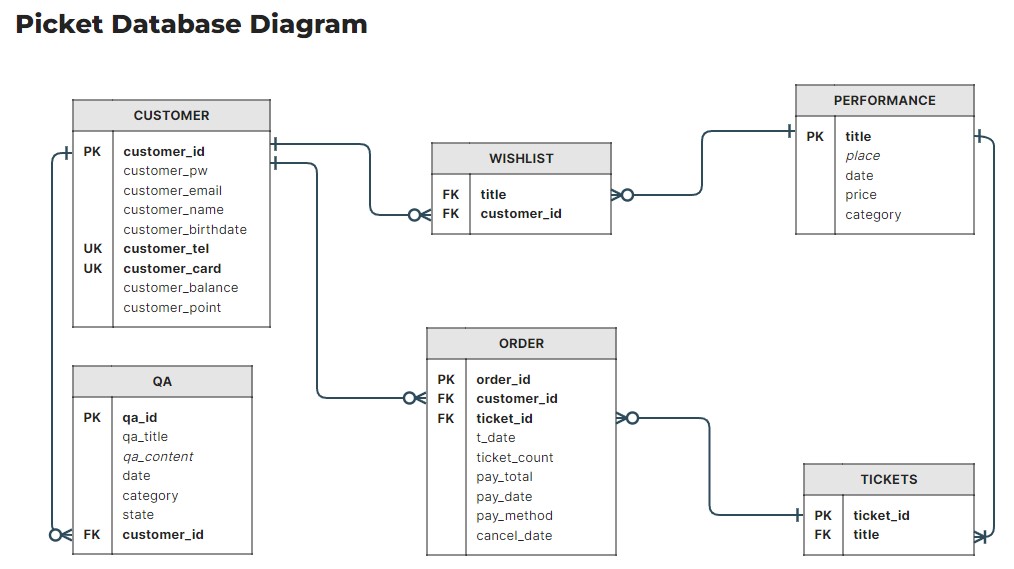 Picket Database Diagram
CUSTOMER
PK customer_id
customer_pw
customer_email
customer_name
customer_birthdate
UK customer_tel
UK customer_card
customer_balance
customer_point
WISHLIST
FK title
FK customer_id
PERFORMANCE
PK title
place
date
price
category
QA
PK qa_id
qa_title
qa_content
date
category
state
FK customer_id
ORDER
PK order_id
FK customer_id
FK ticket_id
t_date
ticket_count
pay_total
pay_date
pay_method
cancel_date
TICKETS
PK ticket_id
FK title